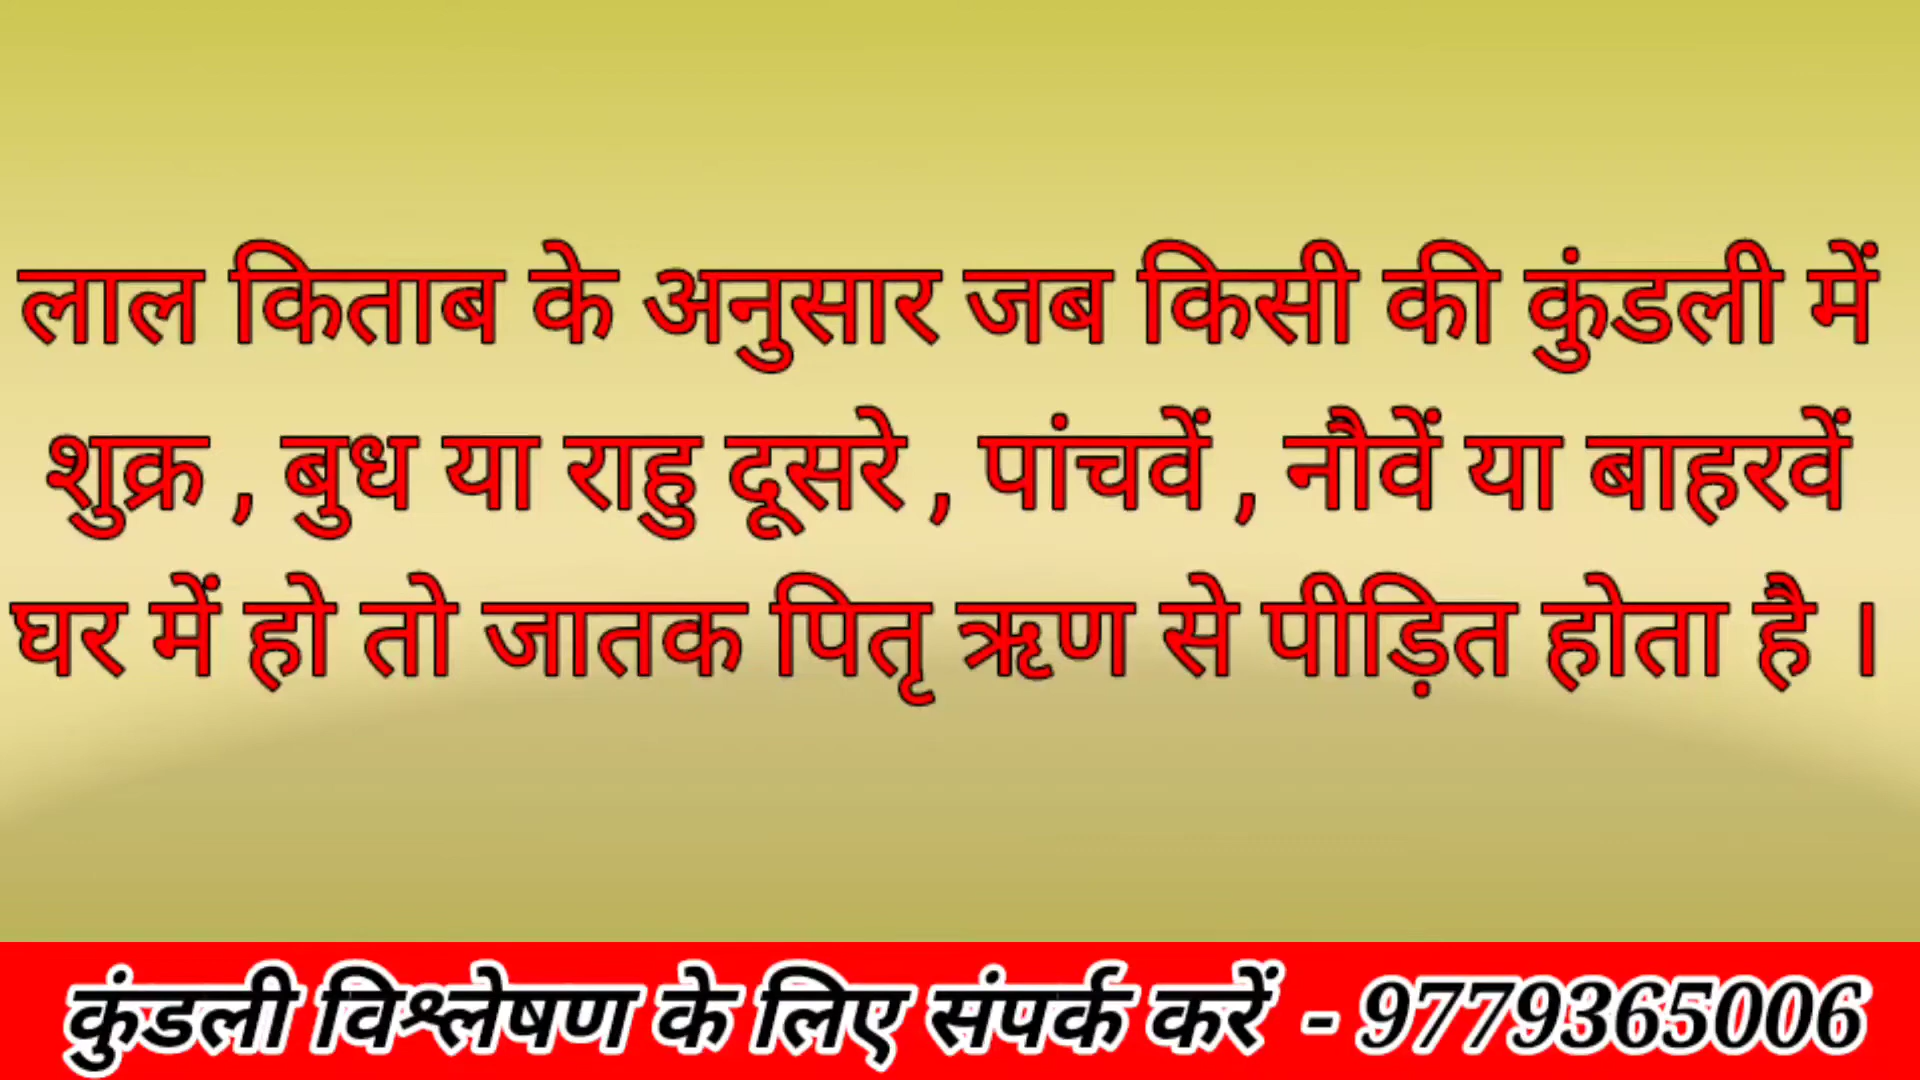 लाल किताब के अनुसार जब किसी की कुंडली में
शुक्र , बुध या राहु दूसरे , पांचवें , नौवें या बाहरवें
घर में हो तो जातक पितृ ऋण से पीड़ित होता है ।
कुंडली विश्लेषण के लिए संपर्क करें - 9779365006